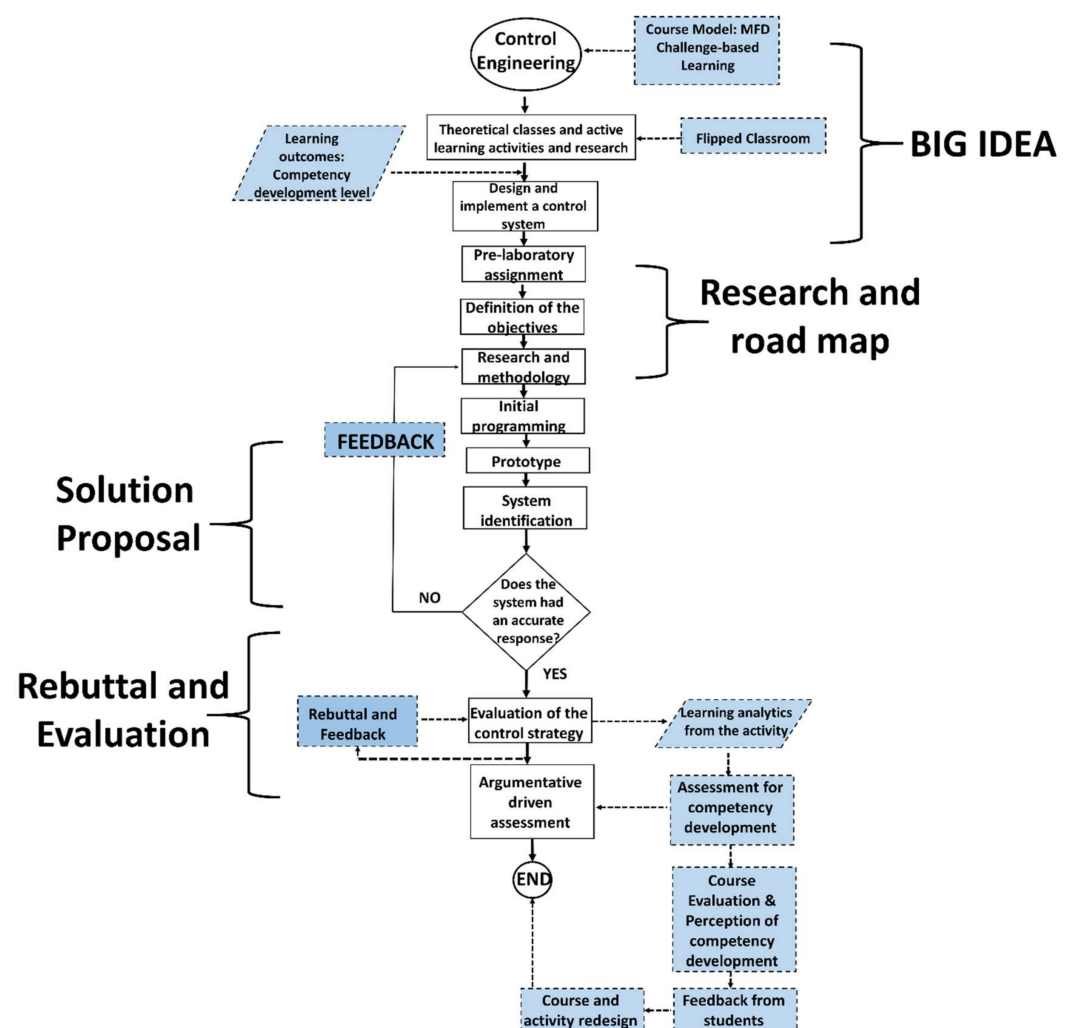 Control
Engineering
Course Model: MFD
Challenge-based
Learning
Theoretical classes and active
learning activities and research
Flipped Classroom
BIG IDEA
Learning
outcomes:
Competency
development level
Design and
implement a control
system
Pre-laboratory
assignment
Definition of the
objectives
Research and
methodology
Research and
road map
Initial
programming
FEEDBACK
Prototype
System
identification
Solution
Proposal
Does the
system had
an accurate
response?
NO
YES
Rebuttal and
Evaluation
Rebuttal and
Feedback
Evaluation of the
control strategy
Learning analytics
from the activity
Argumentative
driven
assessment
Assessment for
competency
development
END
Course
Evaluation &
Perception of
competency
development
Course and
activity redesign
Feedback from
students